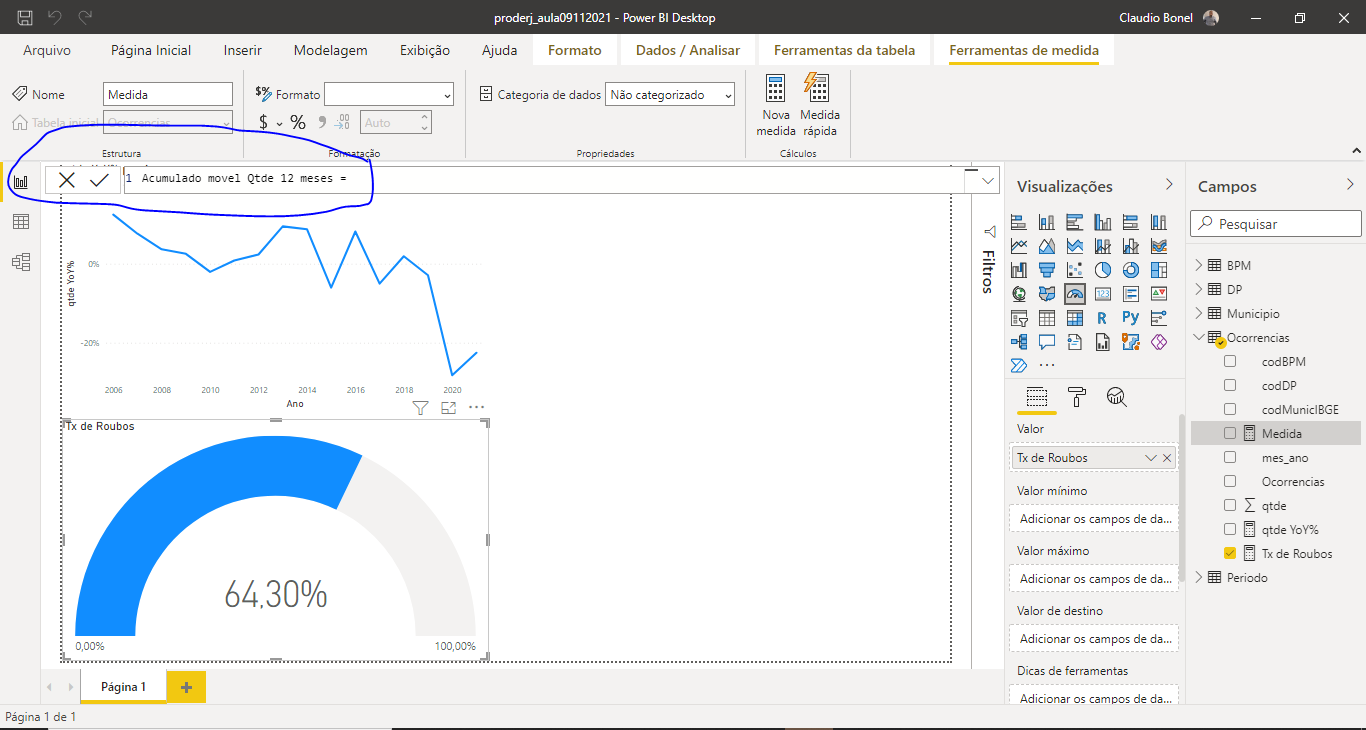 proderj_aula09112021 - Power BI Desktop
Claudio Bonel
Arquivo
Página Inicial
Inserir
Modelagem
Exibição
Ajuda
Formato
Dados / Analisar
Ferramentas da tabela
Ferramentas de medida
Nome
Medida
Formato
Categoria de dados
Não categorizado
Tabela inicial
Ocorrencias
$ % 9
Auto
Nova
medida
Medida
rápida
Estrutura
Formatação
Propriedades
Cálculos
1 Acumulado movel Qtde 12 meses =
qtde YoY%
0%
-20%
2006
2008
2010
2012
2014
2016
2018
2020
Ano
Tx de Roubos
64,30%
0,00%
100,00%
Filtros
Visualizações
R
Py
123
Valor
Tx de Roubos
Valor mínimo
Adicionar os campos de da...
Valor máximo
Adicionar os campos de da...
Valor de destino
Adicionar os campos de da...
Dicas de ferramentas
Adicionar os campos de da...
Campos
Pesquisar
BPM
DP
Municipio
Ocorrencias
codBPM
codDP
codMunicIBGE
Medida
mes_ano
Ocorrencias
qtde
qtde YoY%
Tx de Roubos
Periodo
Página 1
Página 1 de 1